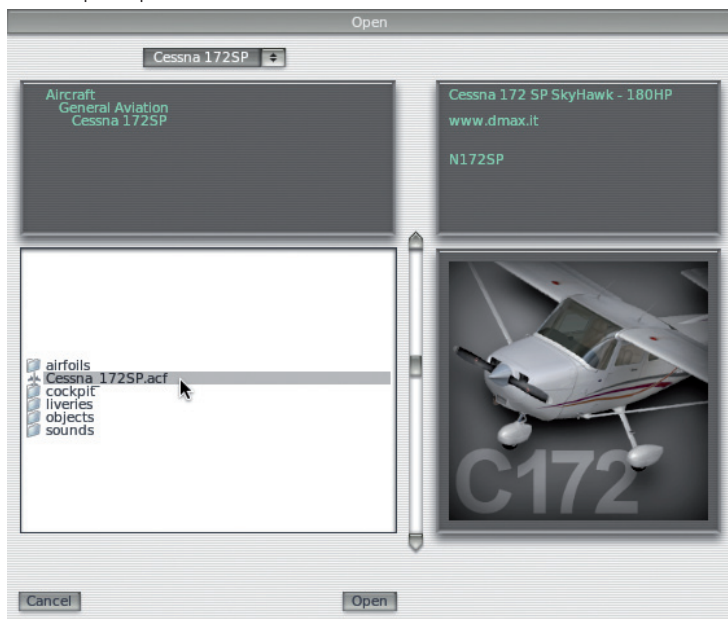 Open
Cessna 172SP
Aircraft
General Aviation
Cessna 172SP
Cessna 172 SP SkyHawk - 180HP
www.dmax.it
N172SP
airfoils
Cessna_172SP.acf
cockpit
liveries
objects
sounds
C172
Cancel
Open